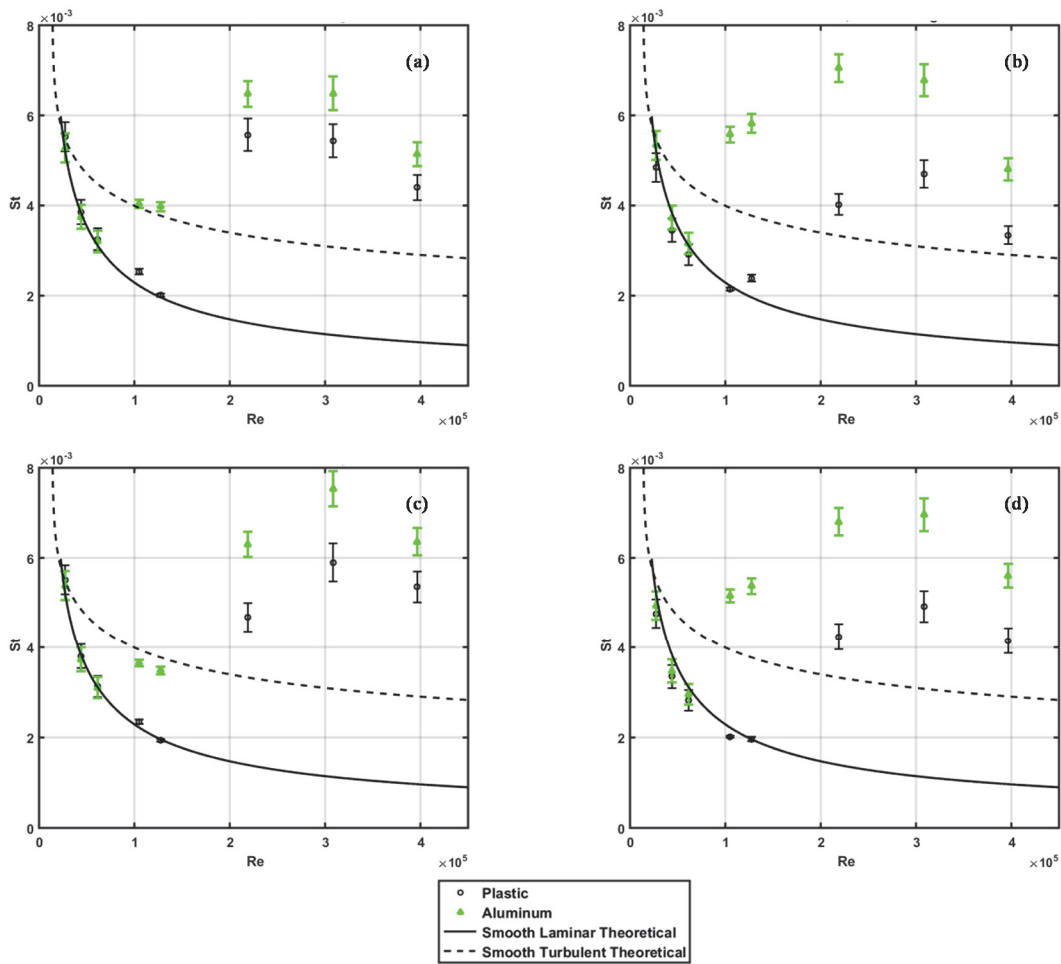 ×10⁻³
8
6
4
2
0
St
(a)
0 1 2 3 4
Re
×10⁵
×10⁻³
8
6
4
2
0
St
(b)
0 1 2 3 4
Re
×10⁵
×10⁻³
8
6
4
2
0
St
(c)
0 1 2 3 4
Re
×10⁵
×10⁻³
8
6
4
2
0
St
(d)
0 1 2 3 4
Re
×10⁵
Plastic
Aluminum
Smooth Laminar Theoretical
Smooth Turbulent Theoretical